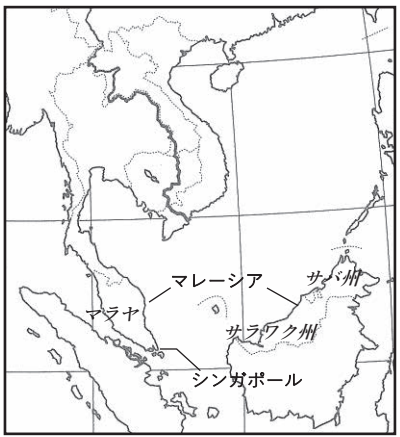 マレーシア
サバ州
マラヤ
サラワク州
シンガポール